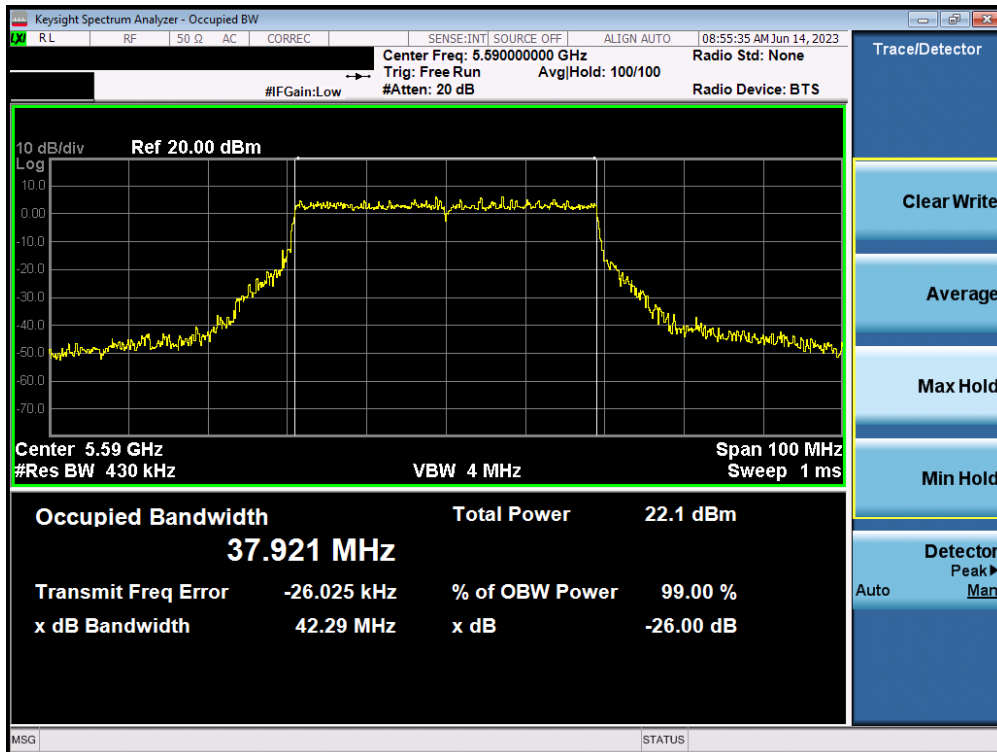 Keysight Spectrum Analyzer - Occupied BW
LXI RL RF 50 Ω AC CORREC SENSE:INT SOURCE OFF ALIGN AUTO 08:55:35 AM Jun 14, 2023
Center Freq: 5.590000000 GHz Radio Std: None
Trig: Free Run Avg|Hold: 100/100
#IFGain:Low #Atten: 20 dB Radio Device: BTS
Trace/Detector
10 dB/div Ref 20.00 dBm
Log
10.0
0.00
-10.0
-20.0
-30.0
-40.0
-50.0
-60.0
-70.0
Center 5.59 GHz Span 100 MHz
#Res BW 430 kHz VBW 4 MHz Sweep 1 ms
Occupied Bandwidth Total Power 22.1 dBm
37.921 MHz
Transmit Freq Error -26.025 kHz % of OBW Power 99.00 %
x dB Bandwidth 42.29 MHz x dB -26.00 dB
Clear Write
Average
Max Hold
Min Hold
Detector
Peak▶
Auto Man
MSG STATUS